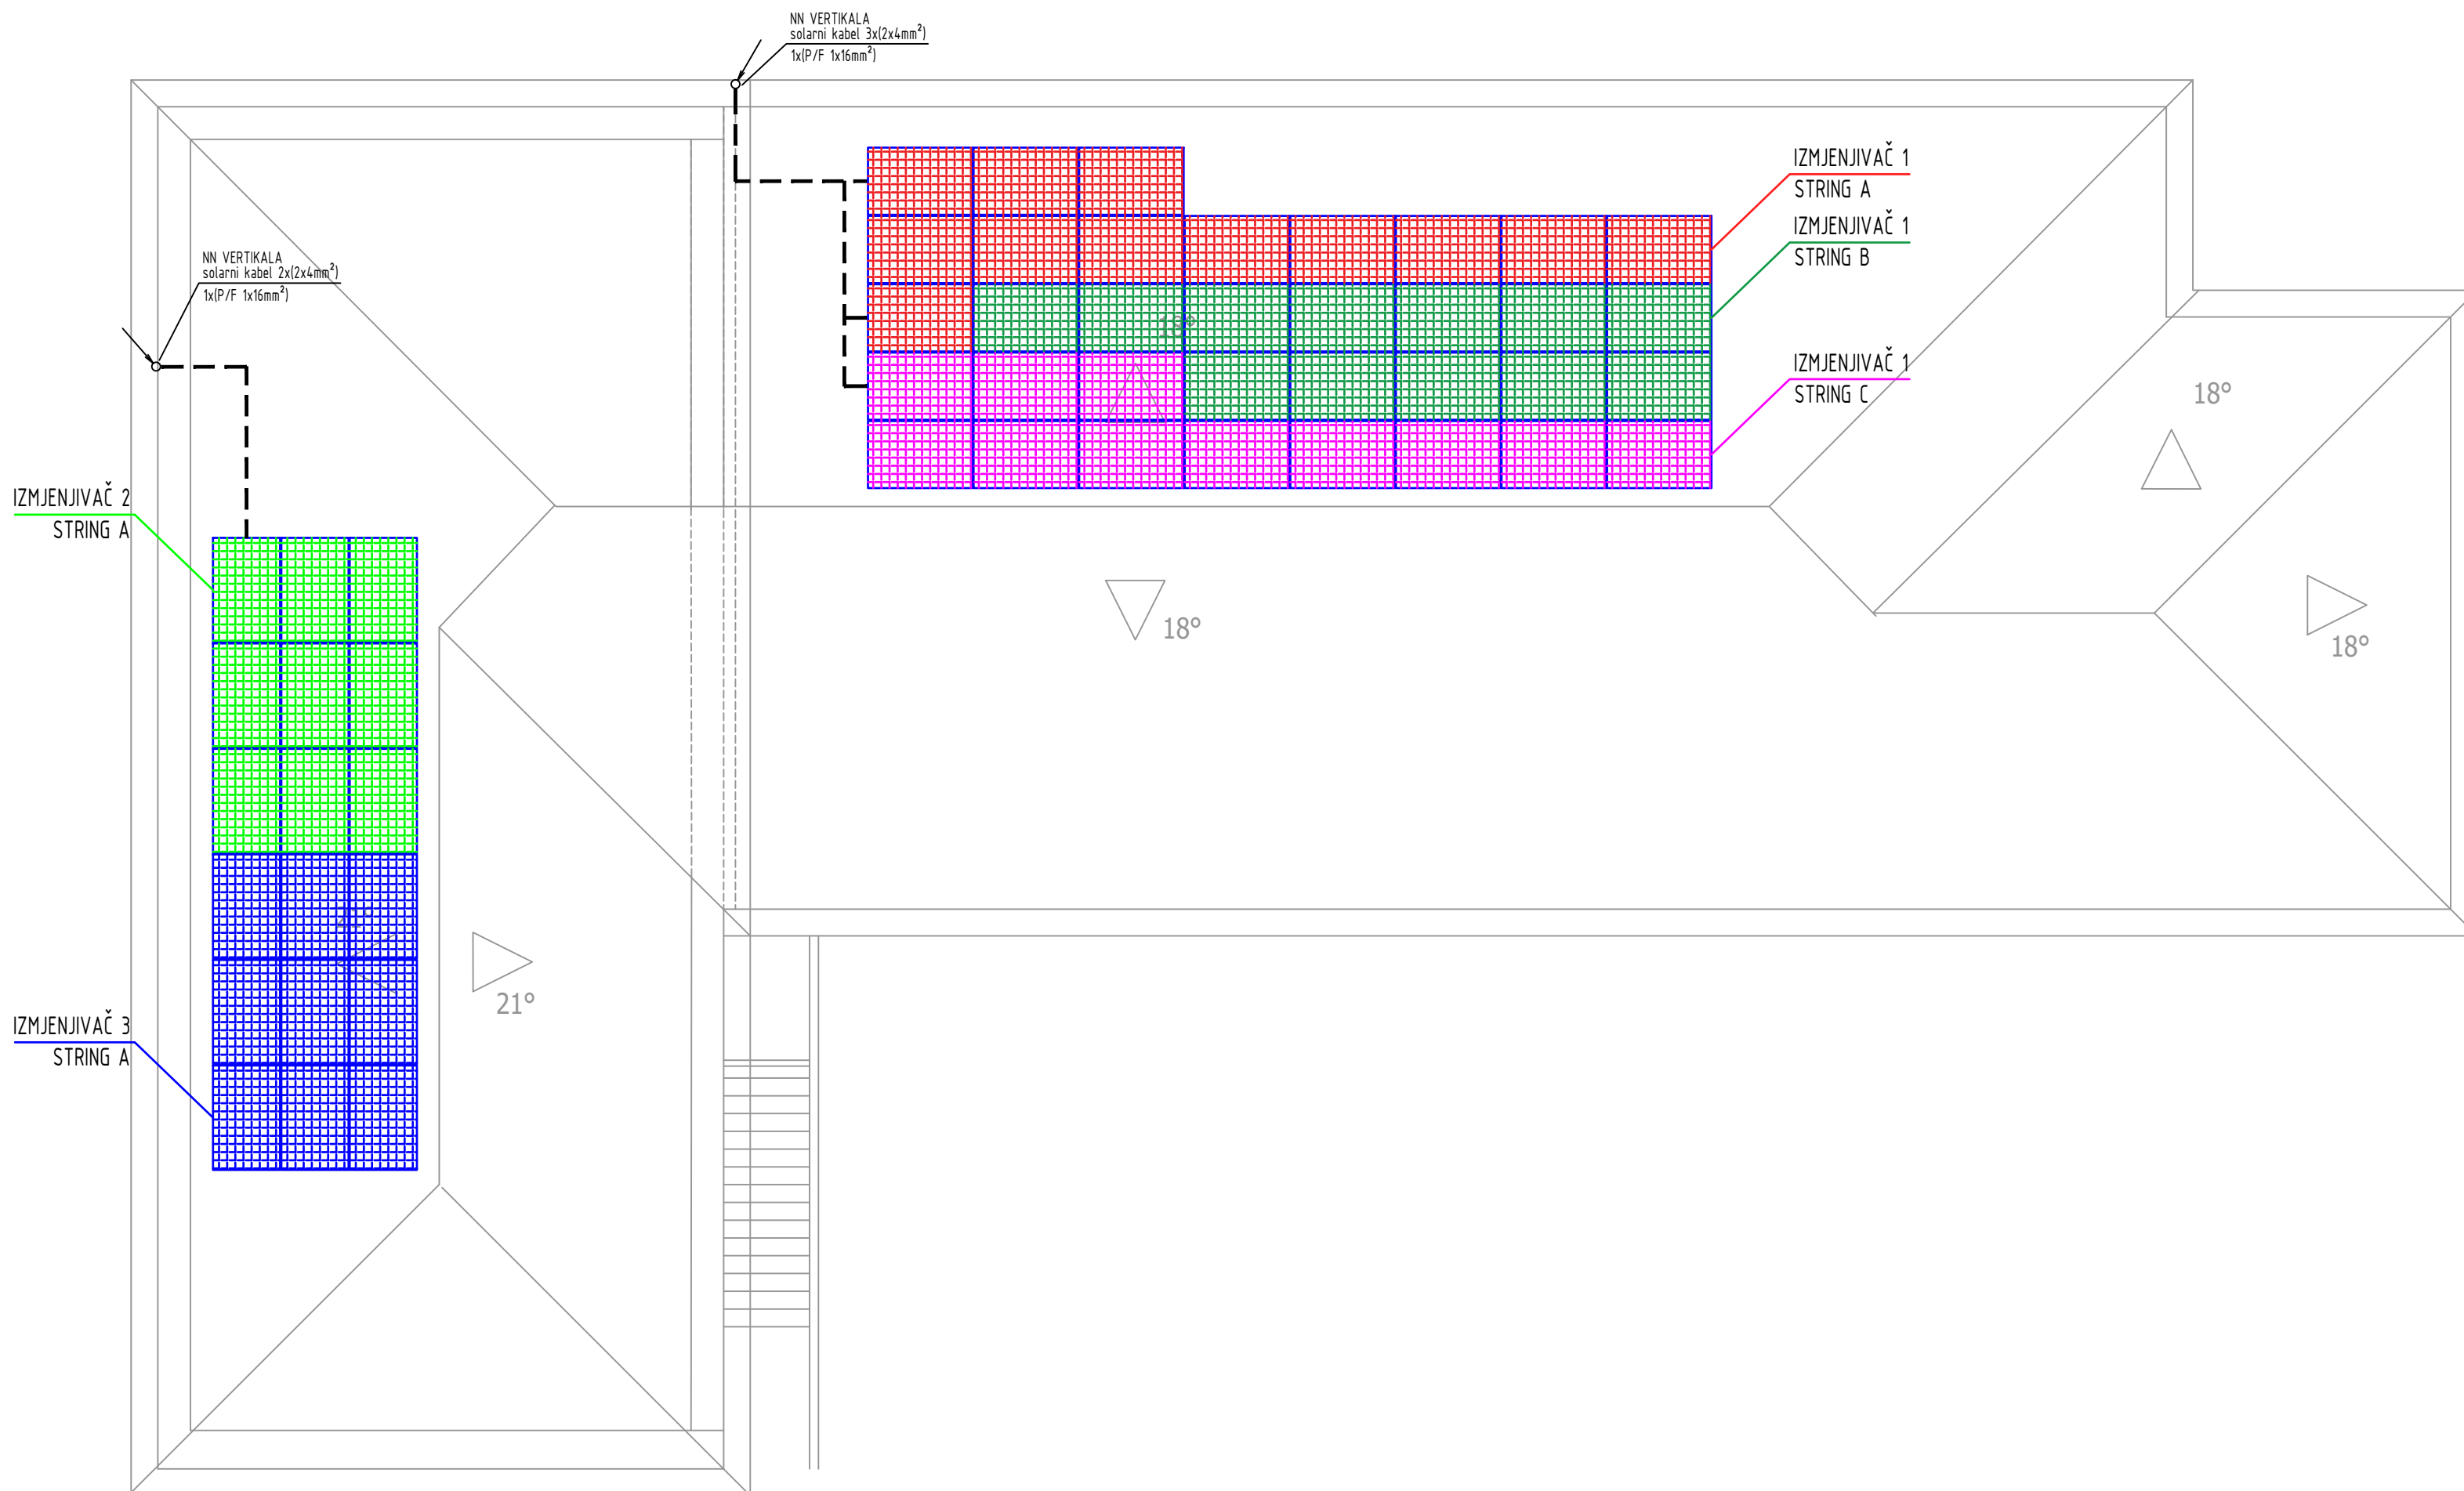 NN VERTIKALA
solarni kabel 3x(2x4mm²)
1x(P/F 1x16mm²)
IZMJENJIVAČ 1
STRING A
IZMJENJIVAČ 1
STRING B
NN VERTIKALA
solarni kabel 2x(2x4mm²)
1x(P/F 1x16mm²)
18°
IZMJENJIVAČ 1
STRING C
18°
IZMJENJIVAČ 2
STRING A
18°
18°
21°
IZMJENJIVAČ 3
STRING A